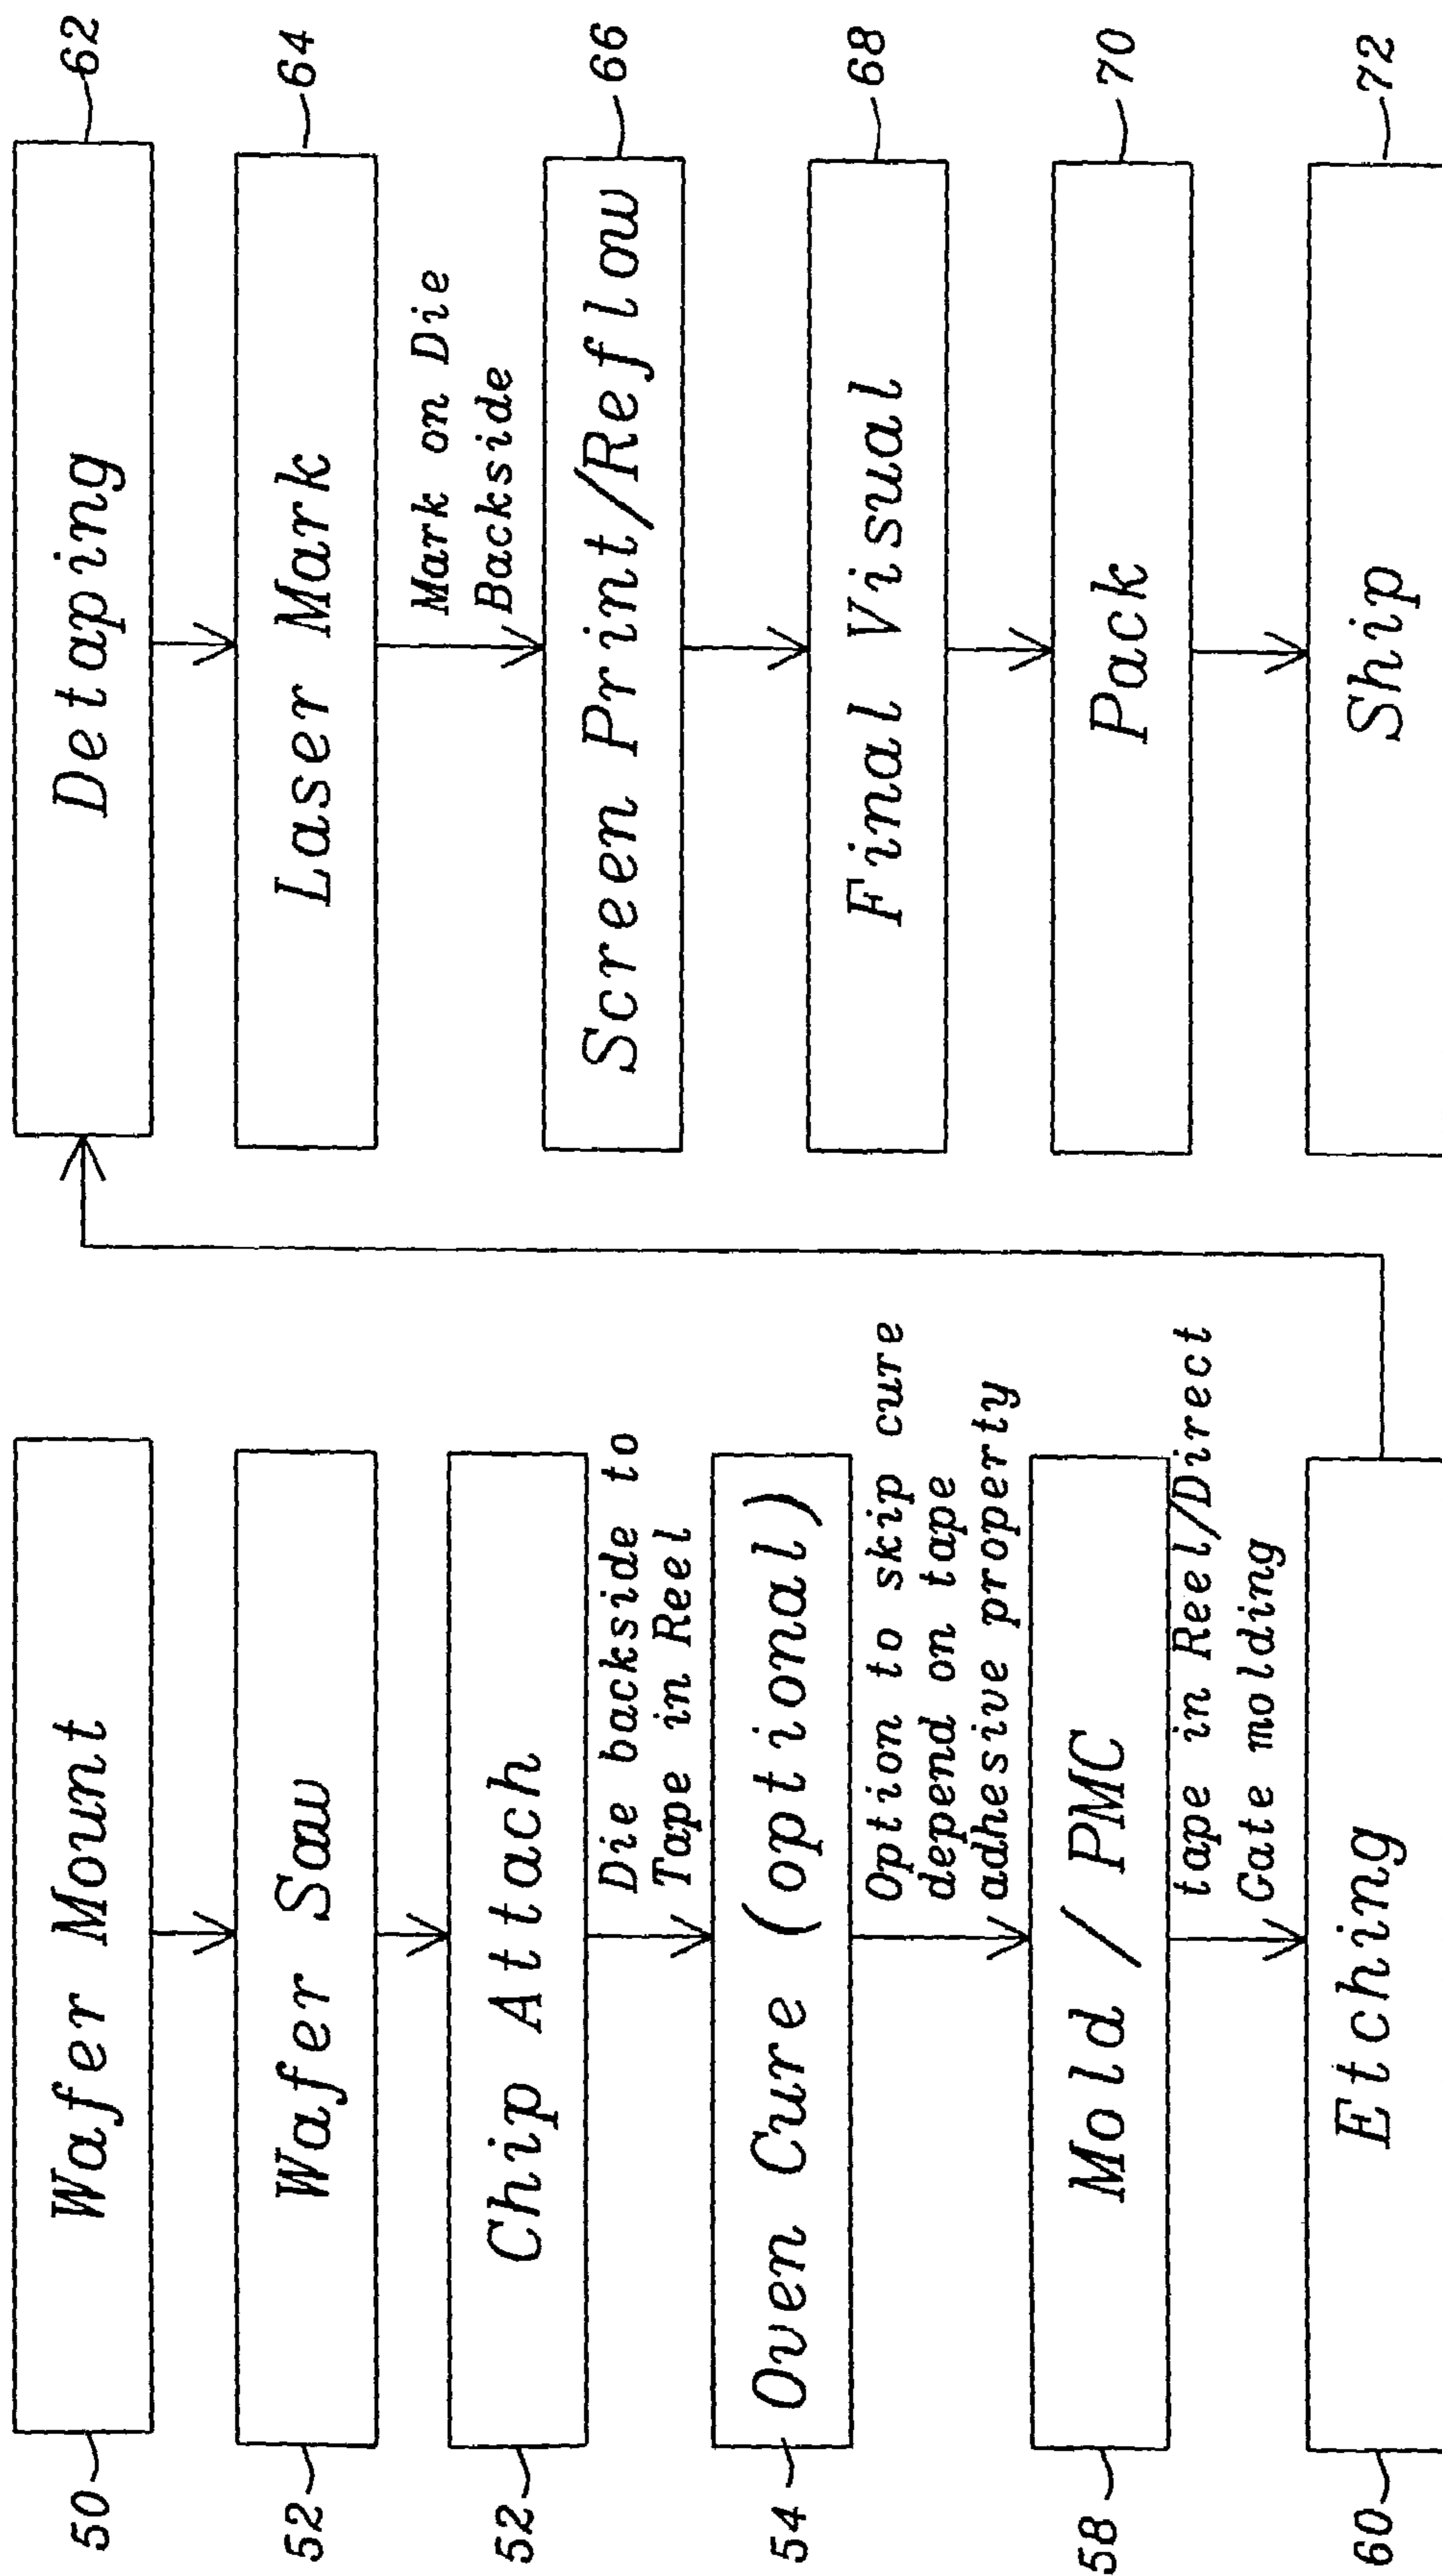 50
Wafer Mount
52
Wafer Saw
52
Chip Attach
Die backside to
Tape in Reel
54
Oven Cure (optional)
Option to skip cure
depend on tape
adhesive property
58
Mold / PMC
tape in Reel/Direct
Gate molding
60
Etching
Detaping
62
Laser Mark
64
Mark on Die
Backside
Screen Print/Reflow
66
Final Visual
68
Pack
70
Ship
72